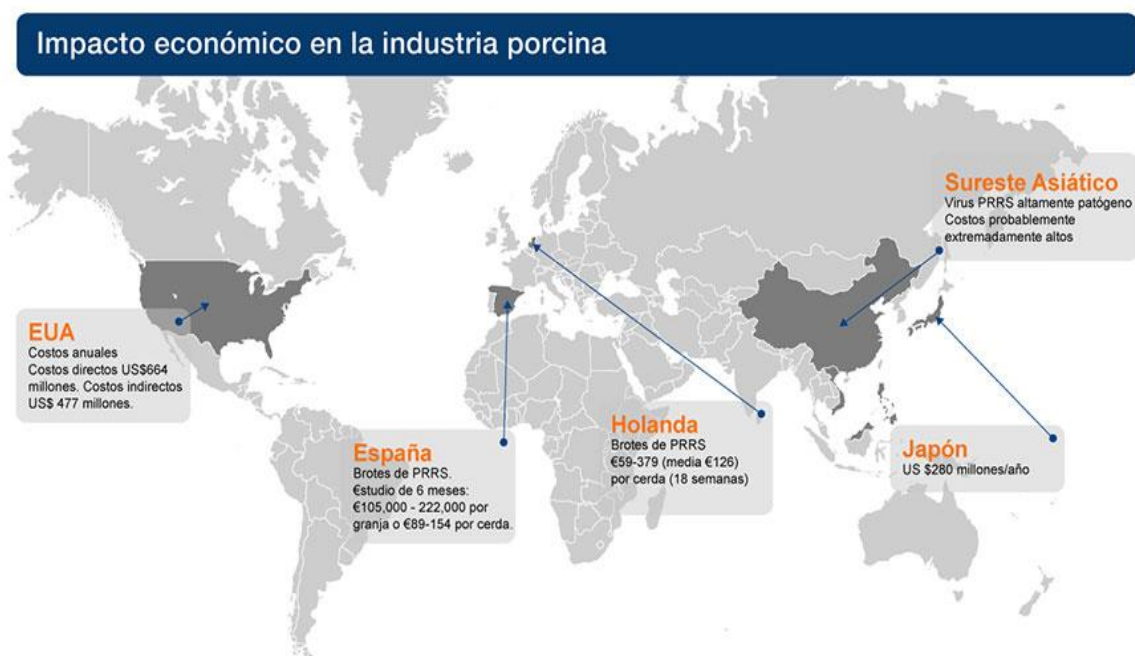 Impacto económico en la industria porcina
Sureste Asiático
Virus PRRS altamente patógeno
Costos probablemente
extremadamente altos
EUA
Costos anuales
Costos directos US$664
millones. Costos indirectos
US$ 477 millones.
España
Brotes de PRRS.
€studio de 6 meses:
€105,000 - 222,000 por
granja o €89-154 por cerda.
Holanda
Brotes de PRRS
€59-379 (media €126)
por cerda (18 semanas)
Japón
US $280 millones/año